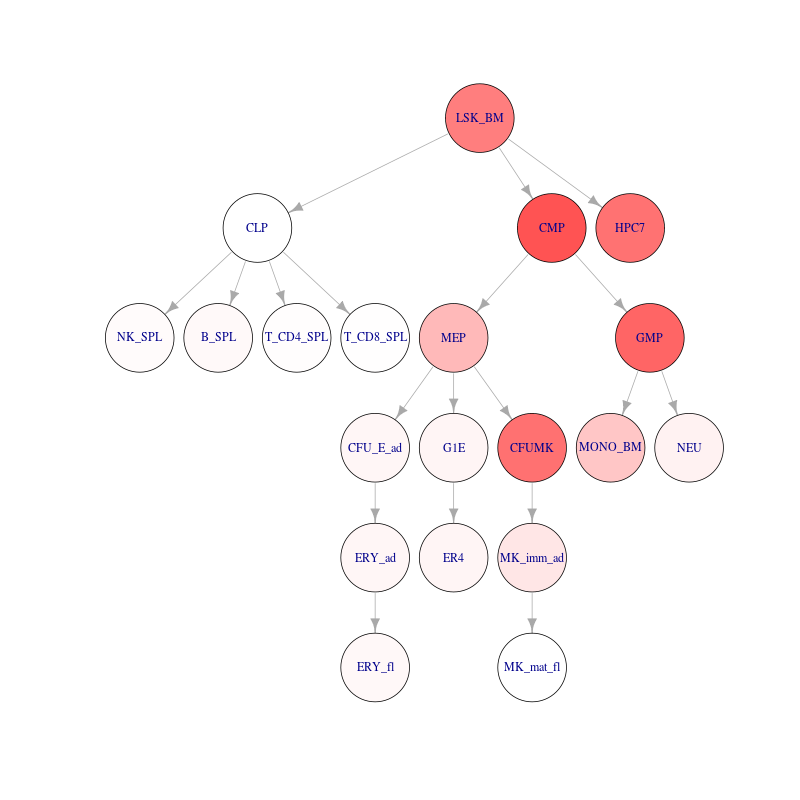 LSK_BM
CLP
CMP
HPC7
NK_SPL
B_SPL
T_CD4_SPL
T_CD8_SPL
MEP
GMP
CFU_E_ad
G1E
CFUMK
MONO_BM
NEU
ERY_ad
ER4
MK_imm_ad
ERY_fl
MK_mat_fl